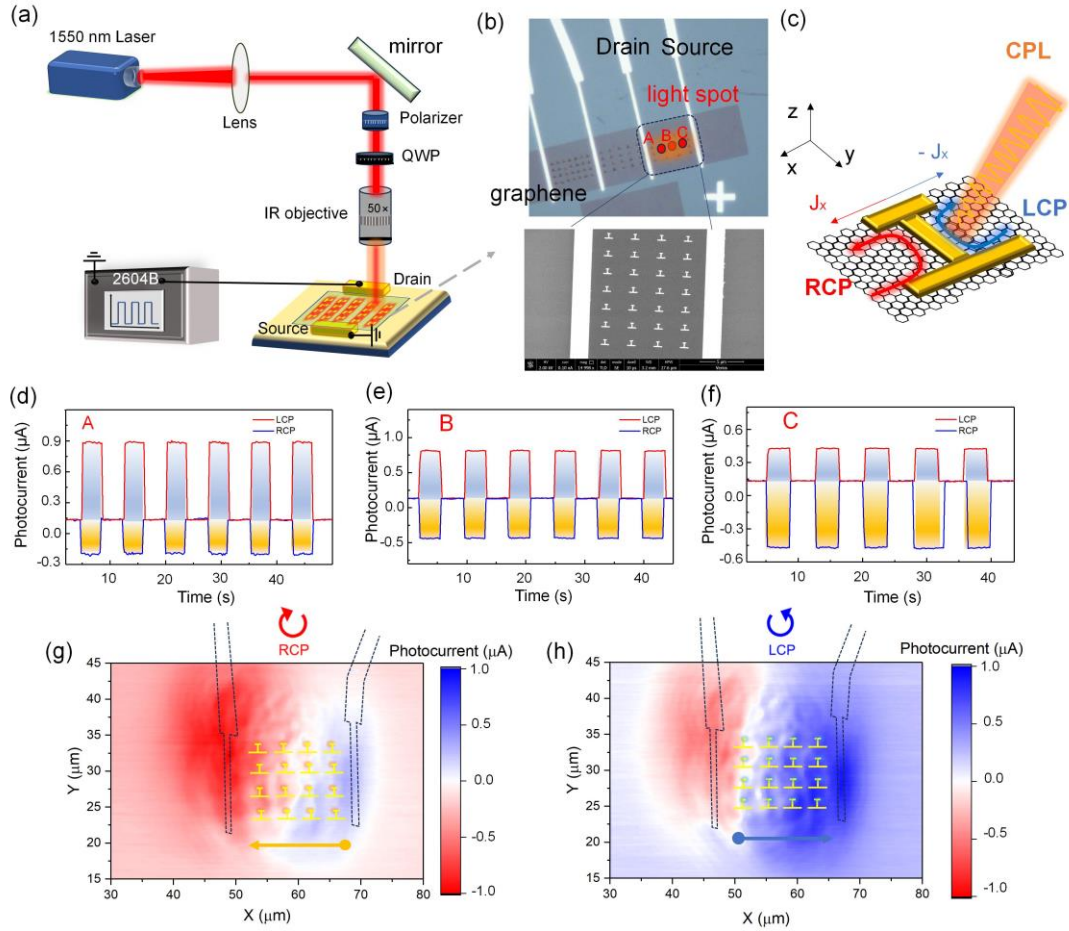 (a)
1550 nm Laser
mirror
Lens
Polarizer
QWP
IR objective
50×
2604B
Drain
Source
(b)
Drain Source
light spot
A B C
graphene
(c)
CPL
z
x
y
- Jx
Jx
LCP
RCP
(d)
A
LCP
RCP
Photocurrent (μA)
0.9
0.6
0.3
0.0
-0.3
10 20 30 40
Time (s)
(e)
B
LCP
RCP
Photocurrent (μA)
1.0
0.5
0.0
-0.5
0 10 20 30 40
Time (s)
(f)
C
LCP
RCP
Photocurrent (μA)
0.6
0.3
0.0
-0.3
-0.6
10 20 30 40
Time (s)
(g)
RCP
Photocurrent (μA)
1.0
0.5
0.0
-0.5
-1.0
Y (μm)
45
40
35
30
25
20
15
30 40 50 60 70 80
X (μm)
(h)
LCP
Photocurrent (μA)
1.0
0.5
0.0
-0.5
-1.0
Y (μm)
45
40
35
30
25
20
15
30 40 50 60 70 80
X (μm)